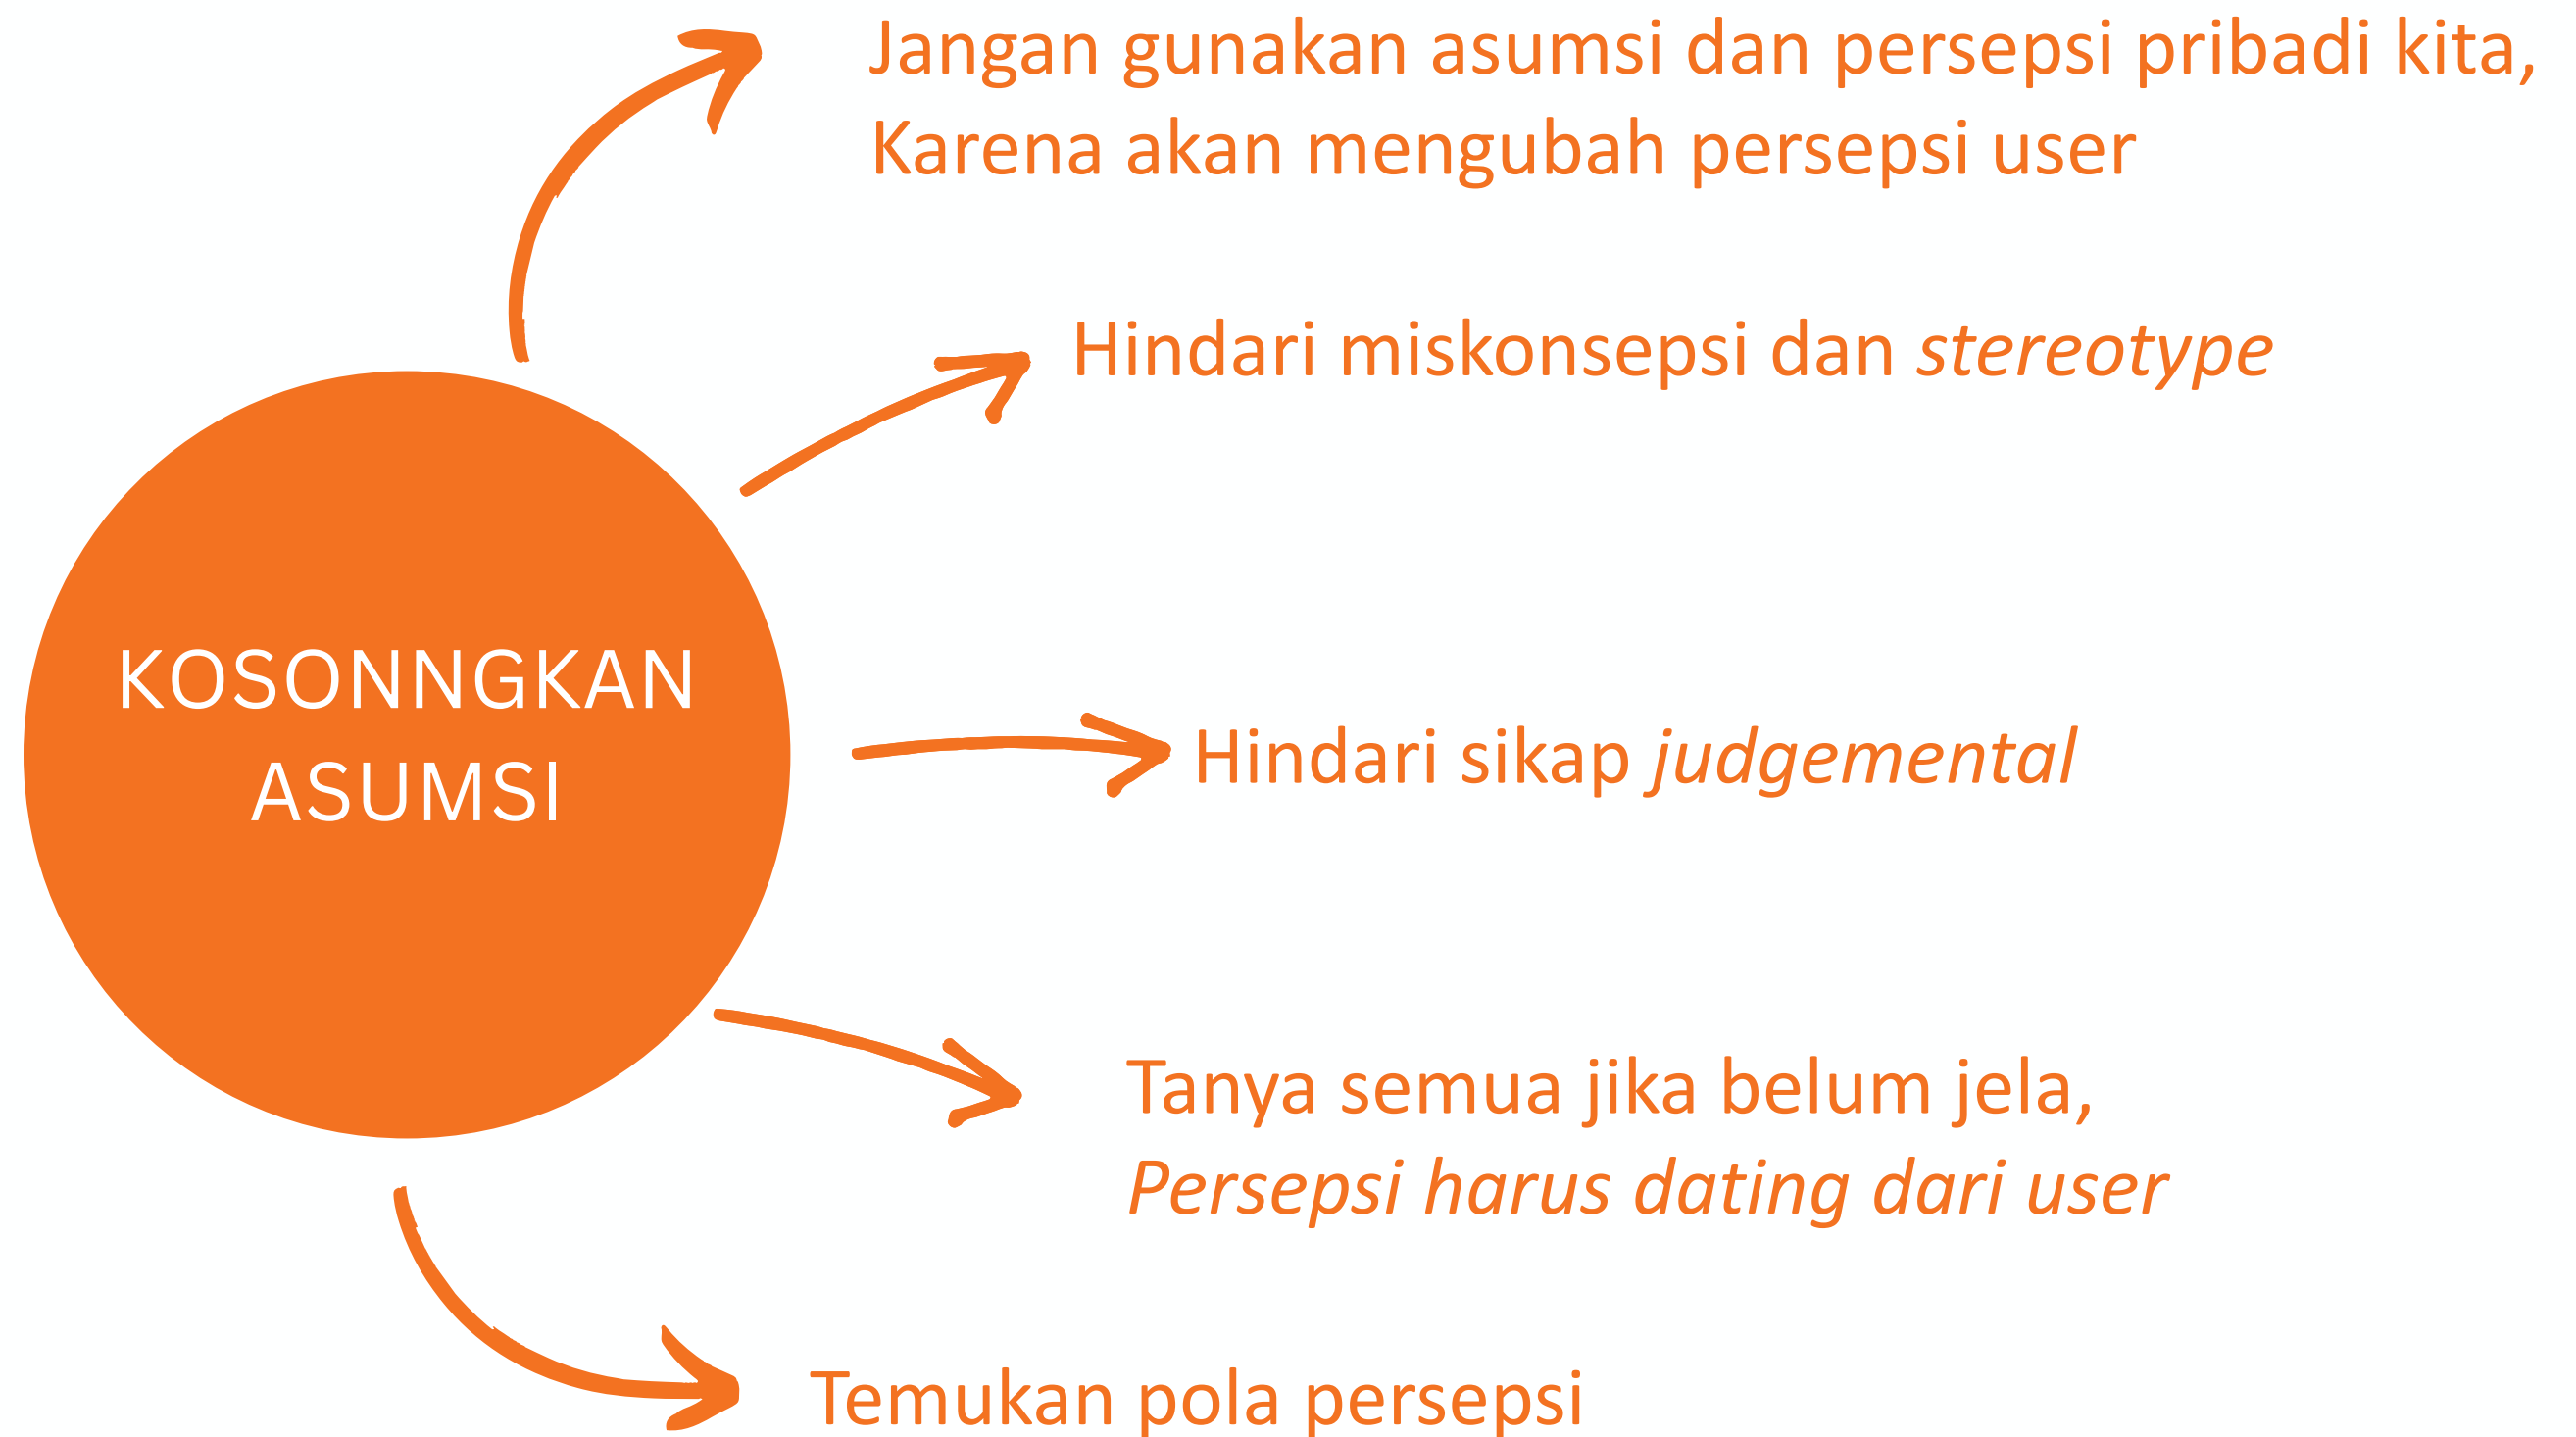 Jangan gunakan asumsi dan persepsi pribadi kita,
Karena akan mengubah persepsi user
Hindari miskonsepsi dan stereotype
KOSONNGKAN
ASUMSI
Hindari sikap judgemental
Tanya semua jika belum jela,
Persepsi harus dating dari user
Temukan pola persepsi